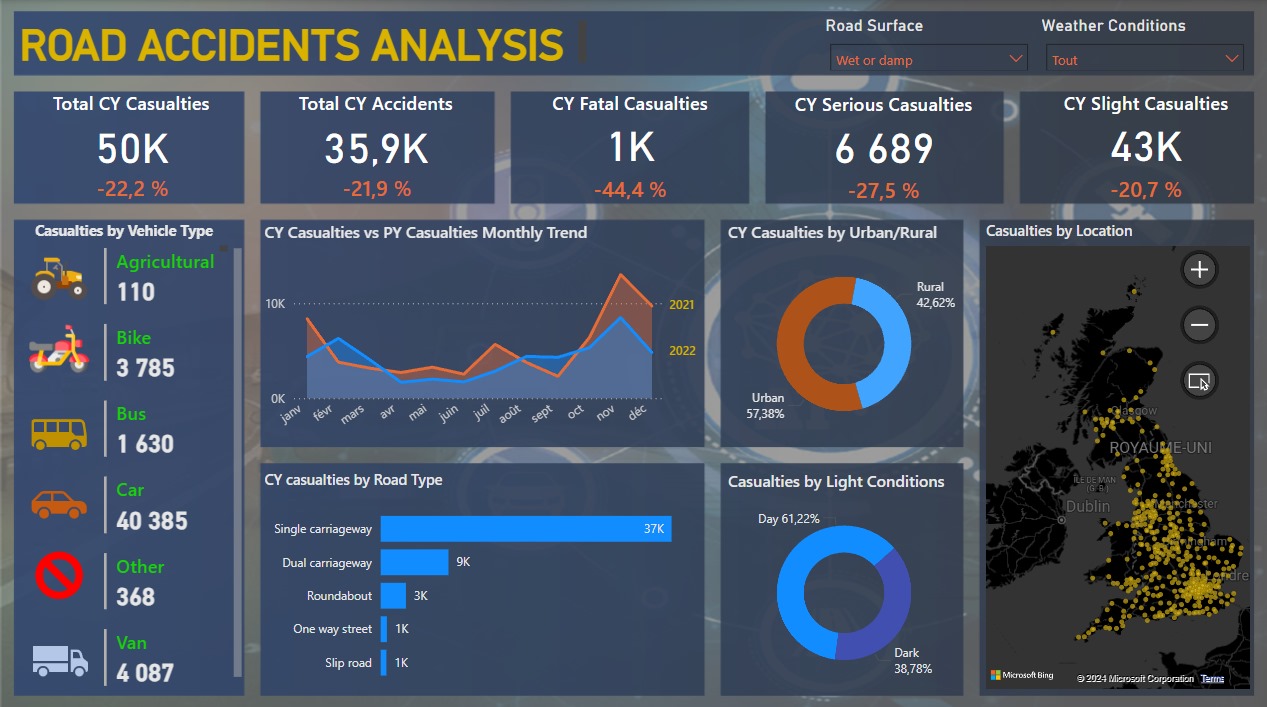 ROAD ACCIDENTS ANALYSIS
Road Surface
Wet or damp
Weather Conditions
Tout
Total CY Casualties
50K
-22,2 %
Total CY Accidents
35,9K
-21,9 %
CY Fatal Casualties
1K
-44,4 %
CY Serious Casualties
6 689
-27,5 %
CY Slight Casualties
43K
-20,7 %
Casualties by Vehicle Type
Agricultural
110
Bike
3 785
Bus
1 630
Car
40 385
Other
368
Van
4 087
CY Casualties vs PY Casualties Monthly Trend
10K
0K
2021
2022
janv
févr
mars
avr
mai
juin
juil
août
sept
oct
nov
déc
CY casualties by Road Type
Single carriageway 37K
Dual carriageway 9K
Roundabout 3K
One way street 1K
Slip road 1K
CY Casualties by Urban/Rural
Rural
42,62%
Urban
57,38%
Casualties by Light Conditions
Day 61,22%
Dark
38,78%
Casualties by Location
Glasgow
ROYAUME-UNI
ÎLE DE MAN
(G. B.)
Dublin
Manchester
Microsoft Bing
© 2024 Microsoft Corporation Terms